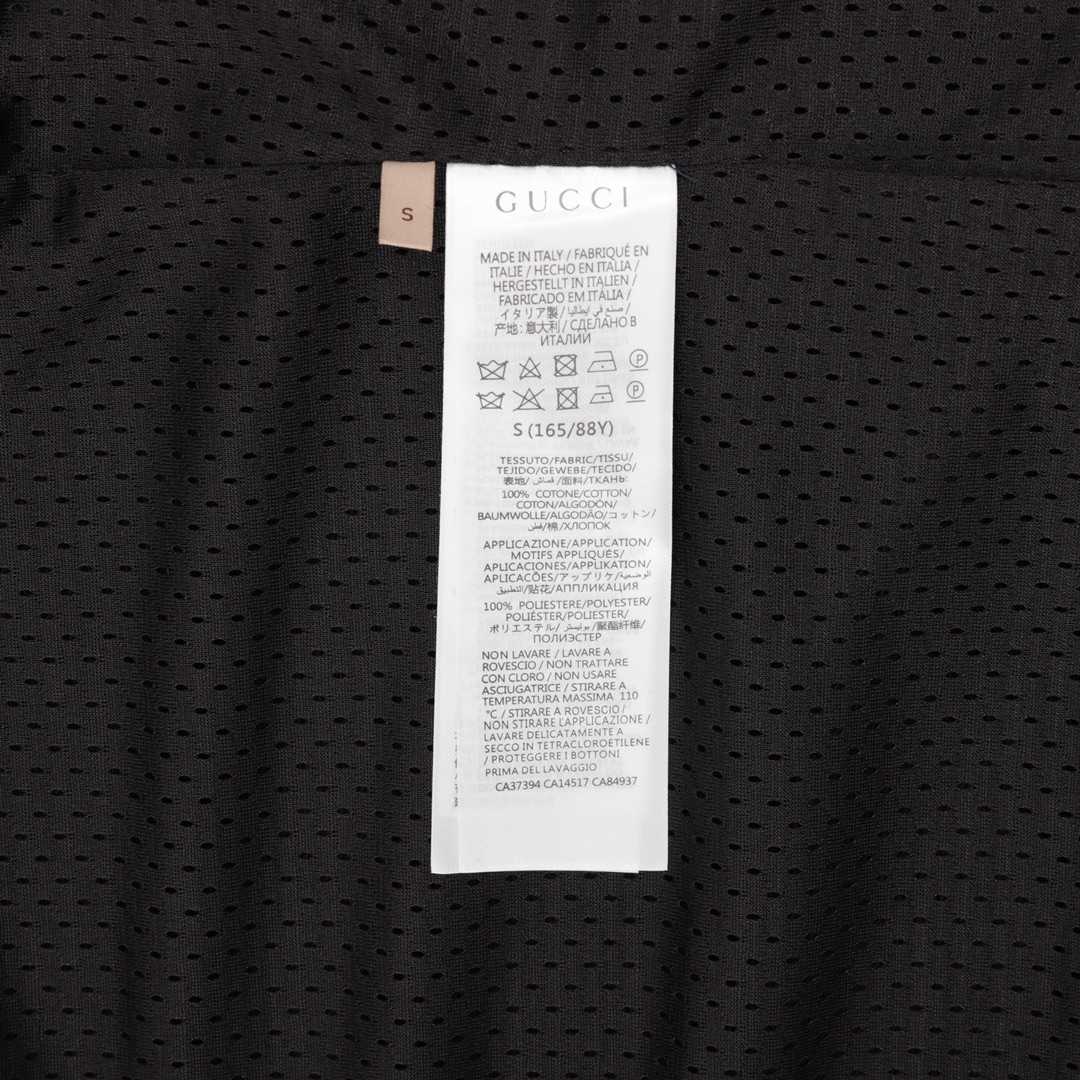 S
GUCCI
MADE IN ITALY / FABRIQUÉ EN
ITALIE / HECHO EN ITALIA /
HERGESTELLT IN ITALIEN /
FABRICADO EM ITÁLIA /
イタリア製 / صنع في ايطاليا /
产地: 意大利 / СДЕЛАНО В
ИТАЛИИ
P
P
S (165/88Y)
TESSUTO/FABRIC/TISSU/
TEJIDO/GEWEBE/TECIDO/
表地/ قماش /面料/ТКАНЬ:
100% COTONE/COTTON/
COTON/ALGODÓN/
BAUMWOLLE/ALGODÃO/コットン/
قطن/棉/ХЛОПОК
APPLICAZIONE/APPLICATION/
MOTIFS APPLIQUÉS/
APLICACIONES/APPLIKATION/
APLICACÕES/アップリケ/الوضعية/
التطبيق/贴花/АППЛИКАЦИЯ
100% POLIESTERE/POLYESTER/
POLIÉSTER/POLIESTER/
ポリエステル/ بوليستر /聚酯纤维/
ПОЛИЭСТЕР
NON LAVARE / LAVARE A
ROVESCIO / NON TRATTARE
CON CLORO / NON USARE
ASCIUGATRICE / STIRARE A
TEMPERATURA MASSIMA 110
°C / STIRARE A ROVESCIO /
NON STIRARE L'APPLICAZIONE /
LAVARE DELICATAMENTE A
SECCO IN TETRACLOROETILENE
/ PROTEGGERE I BOTTONI
PRIMA DEL LAVAGGIO
CA37394 CA14517 CA84937